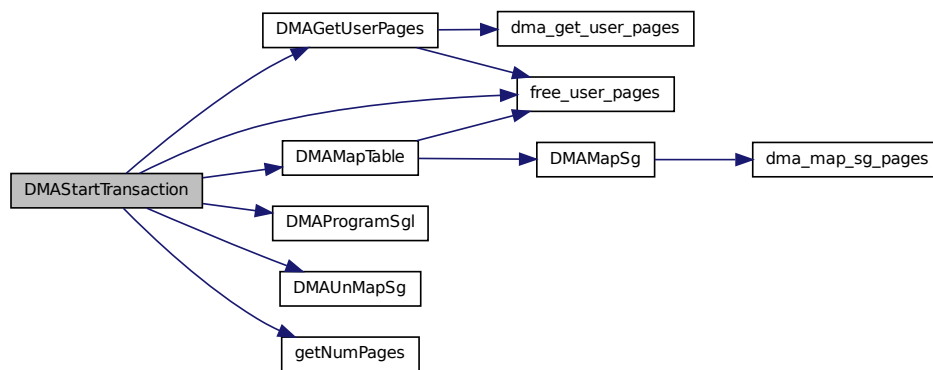 DMAGetUserPages
dma_get_user_pages
free_user_pages
DMAMapTable
DMAMapSg
dma_map_sg_pages
DMAStartTransaction
DMAProgramSgl
DMAUnMapSg
getNumPages